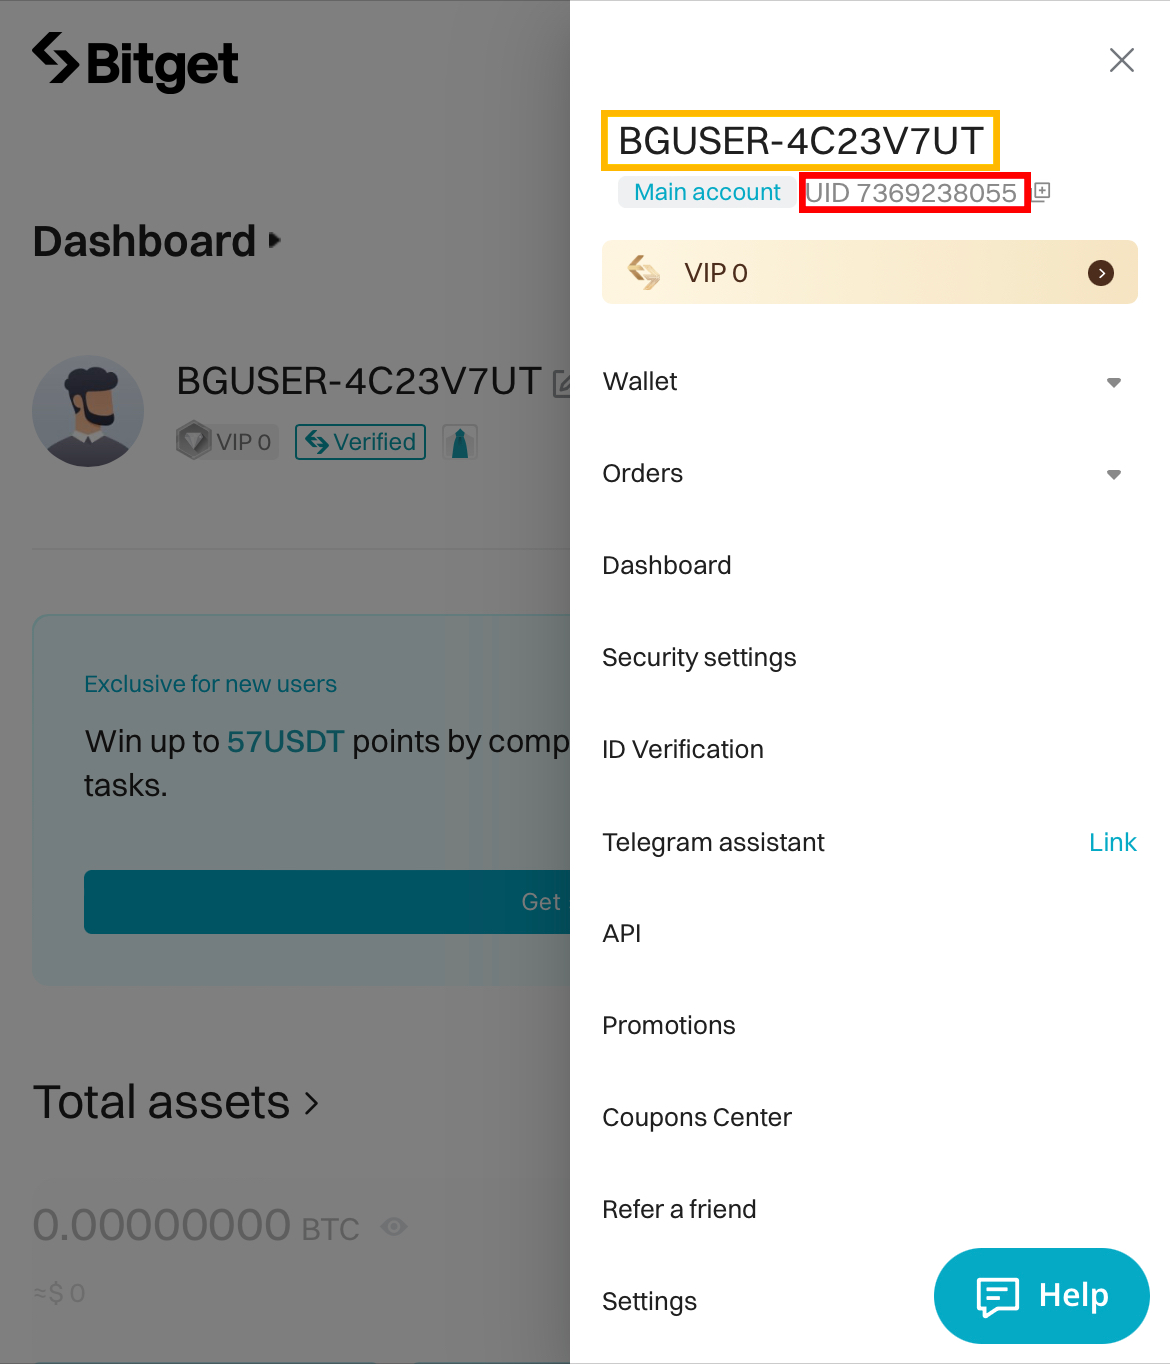 Bitget
Dashboard
BGUSER-4C23V7UT
VIP 0
Verified
Exclusive for new users
Win up to 57USDT points by comp
tasks.
Get
Total assets
0.00000000 BTC
≈$ 0
BGUSER-4C23V7UT
Main account UID 7369238055
VIP 0
Wallet
Orders
Dashboard
Security settings
ID Verification
Telegram assistant Link
API
Promotions
Coupons Center
Refer a friend
Settings
Help